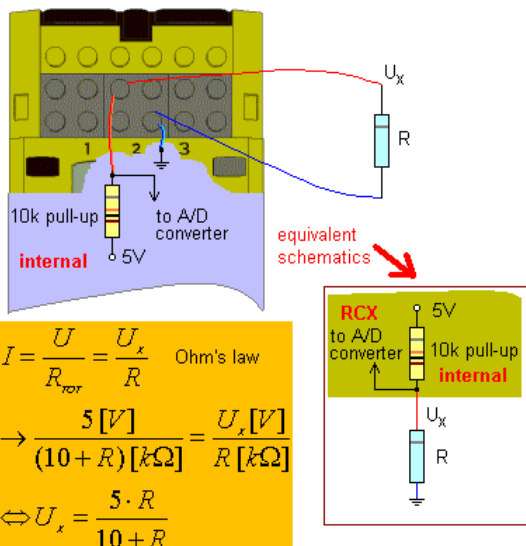 Uₓ
R
1 2 3
10k pull-up
to A/D
converter
internal
5V
equivalent
schematics
RCX
5V
to A/D
converter
10k pull-up
internal
Uₓ
R
I = U / R_TOT = Uₓ / R Ohm's law
→ 5 [V] / (10 + R) [kΩ] = Uₓ [V] / R [kΩ]
⇔ Uₓ = 5 · R / 10 + R